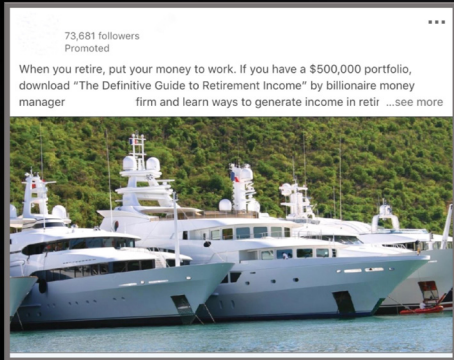 73,681 followers
Promoted
When you retire, put your money to work. If you have a $500,000 portfolio,
download "The Definitive Guide to Retirement Income" by billionaire money
manager firm and learn ways to generate income in retir ...see more